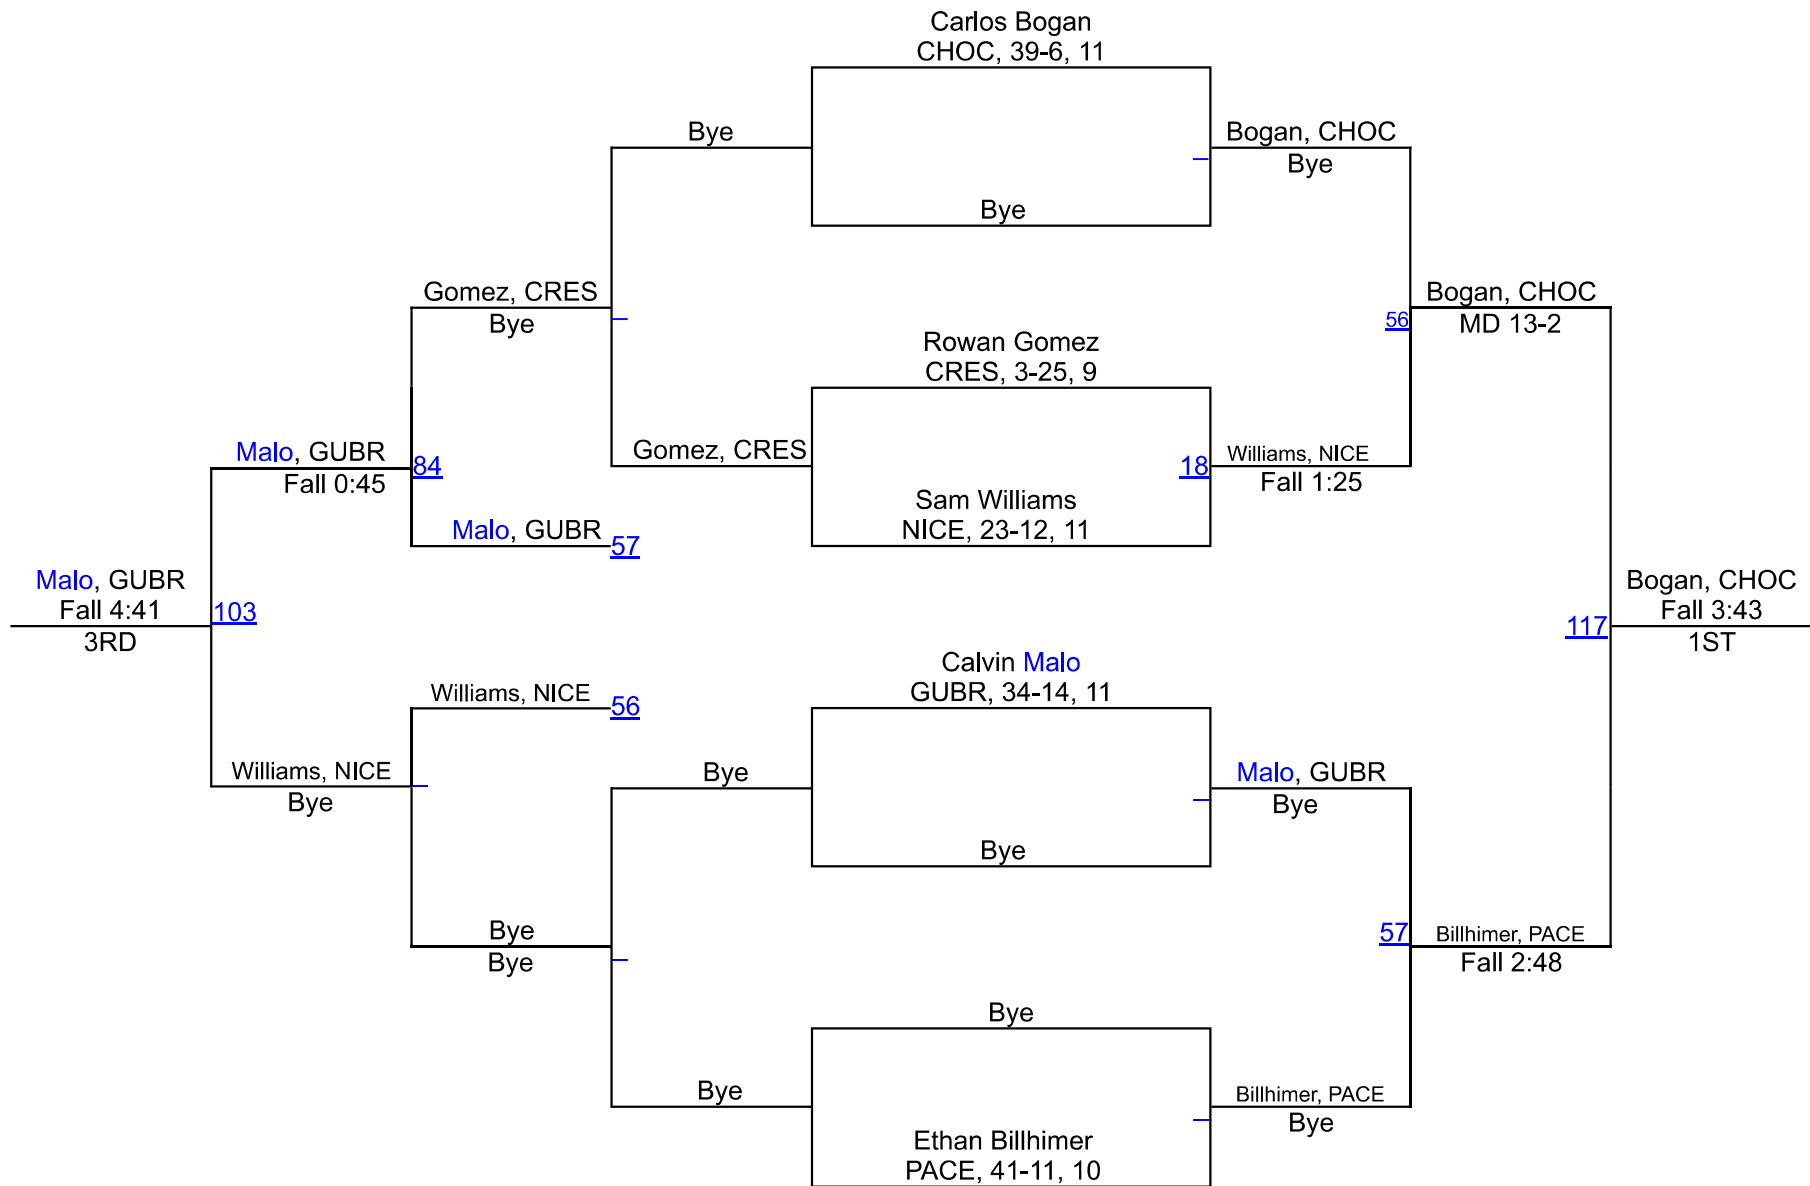 Carlos Bogan
CHOC, 39-6, 11
Bye
Bogan, CHOC
Bye
Bye
Gomez, CRES
Bye
Bogan, CHOC
56
MD 13-2
Rowan Gomez
CRES, 3-25, 9
Malo, GUBR
84
Fall 0:45
Gomez, CRES
18
Williams, NICE
Fall 1:25
Sam Williams
NICE, 23-12, 11
Malo, GUBR
57
Malo, GUBR
Fall 4:41
103
3RD
Bogan, CHOC
Fall 3:43
117
1ST
Calvin Malo
GUBR, 34-14, 11
Williams, NICE
56
Williams, NICE
Bye
Bye
Malo, GUBR
Bye
Bye
Bye
Bye
57
Billhimer, PACE
Fall 2:48
Bye
Bye
Billhimer, PACE
Bye
Ethan Billhimer
PACE, 41-11, 10